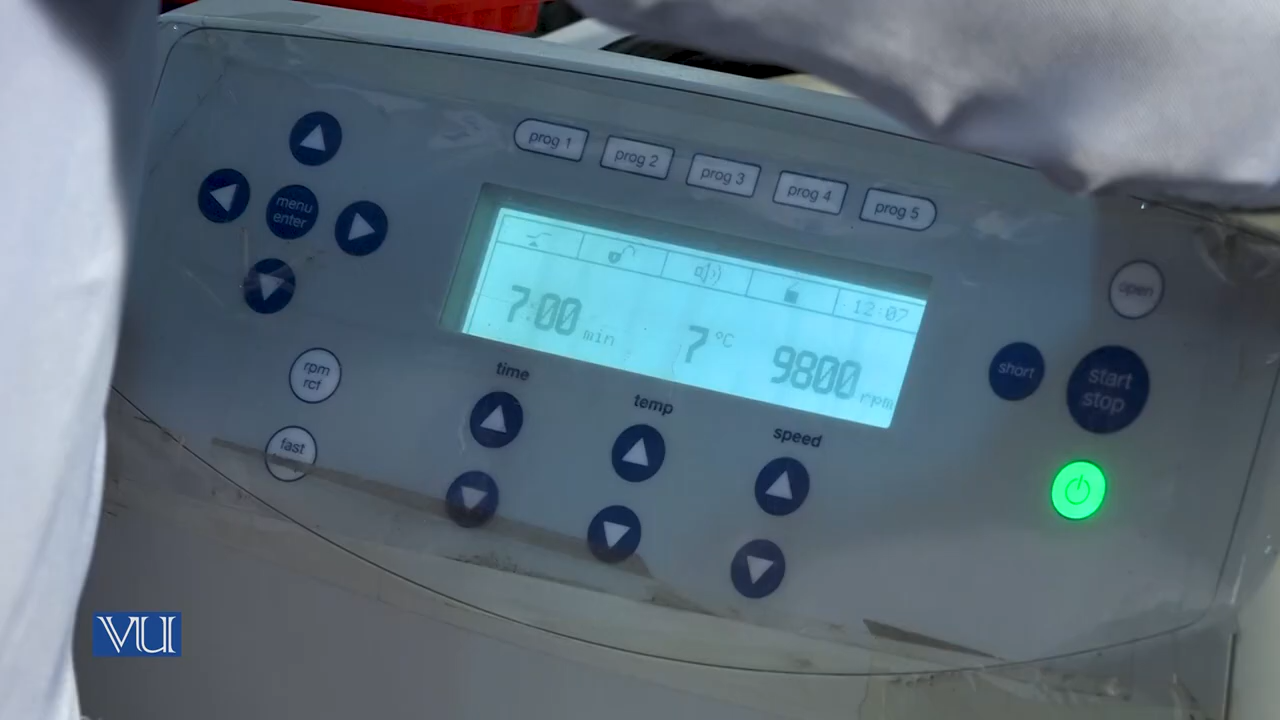 prog 1 prog 2 prog 3 prog 4 prog 5
menu
enter
open
12:07
7:00 min 7 °C 9800 rpm
rpm
rcf
time
temp
speed
short
start
stop
fast
VU